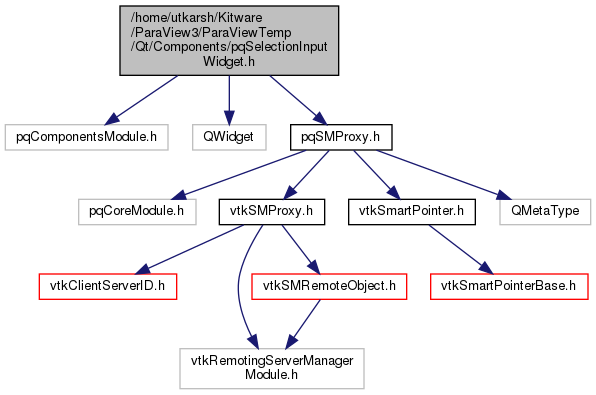 /home/utkarsh/Kitware
/ParaView3/ParaViewTemp
/Qt/Components/pqSelectionInput
Widget.h
pqComponentsModule.h
QWidget
pqSMProxy.h
pqCoreModule.h
vtkSMProxy.h
vtkSmartPointer.h
QMetaType
vtkClientServerID.h
vtkSMRemoteObject.h
vtkSmartPointerBase.h
vtkRemotingServerManager
Module.h